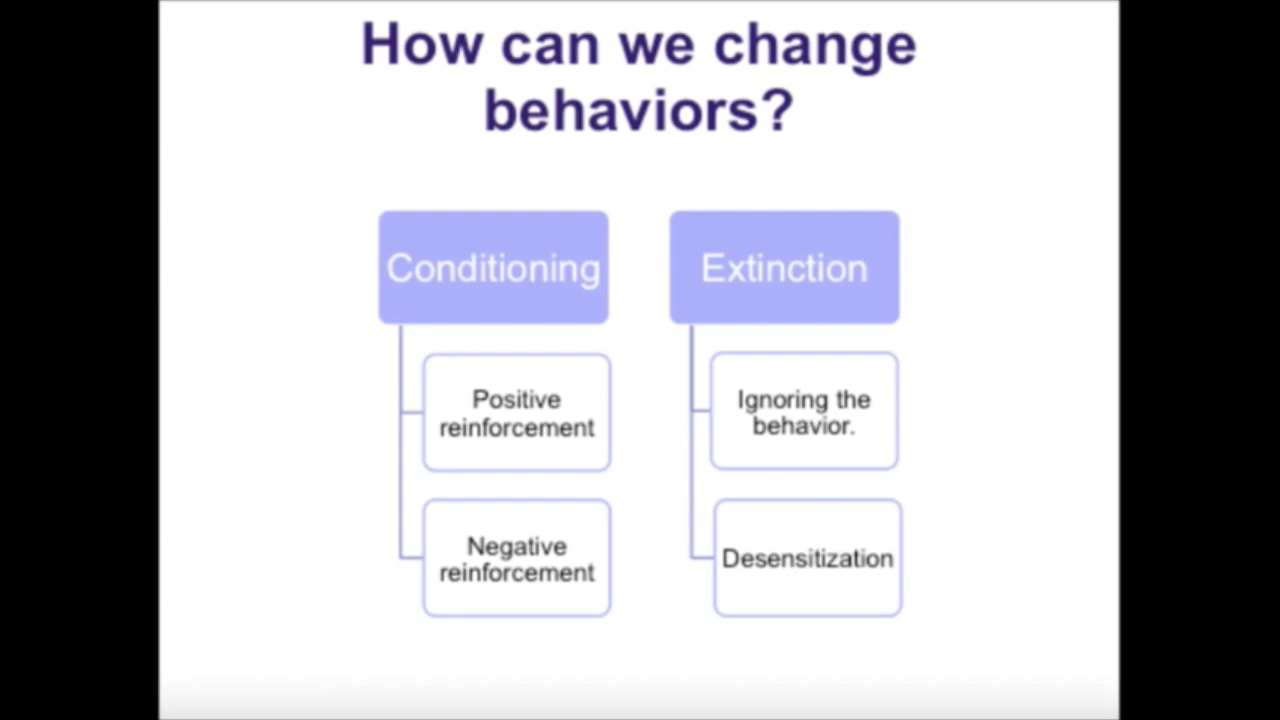 How can we change
behaviors?
Conditioning
Positive
reinforcement
Negative
reinforcement
Extinction
Ignoring the
behavior.
Desensitization